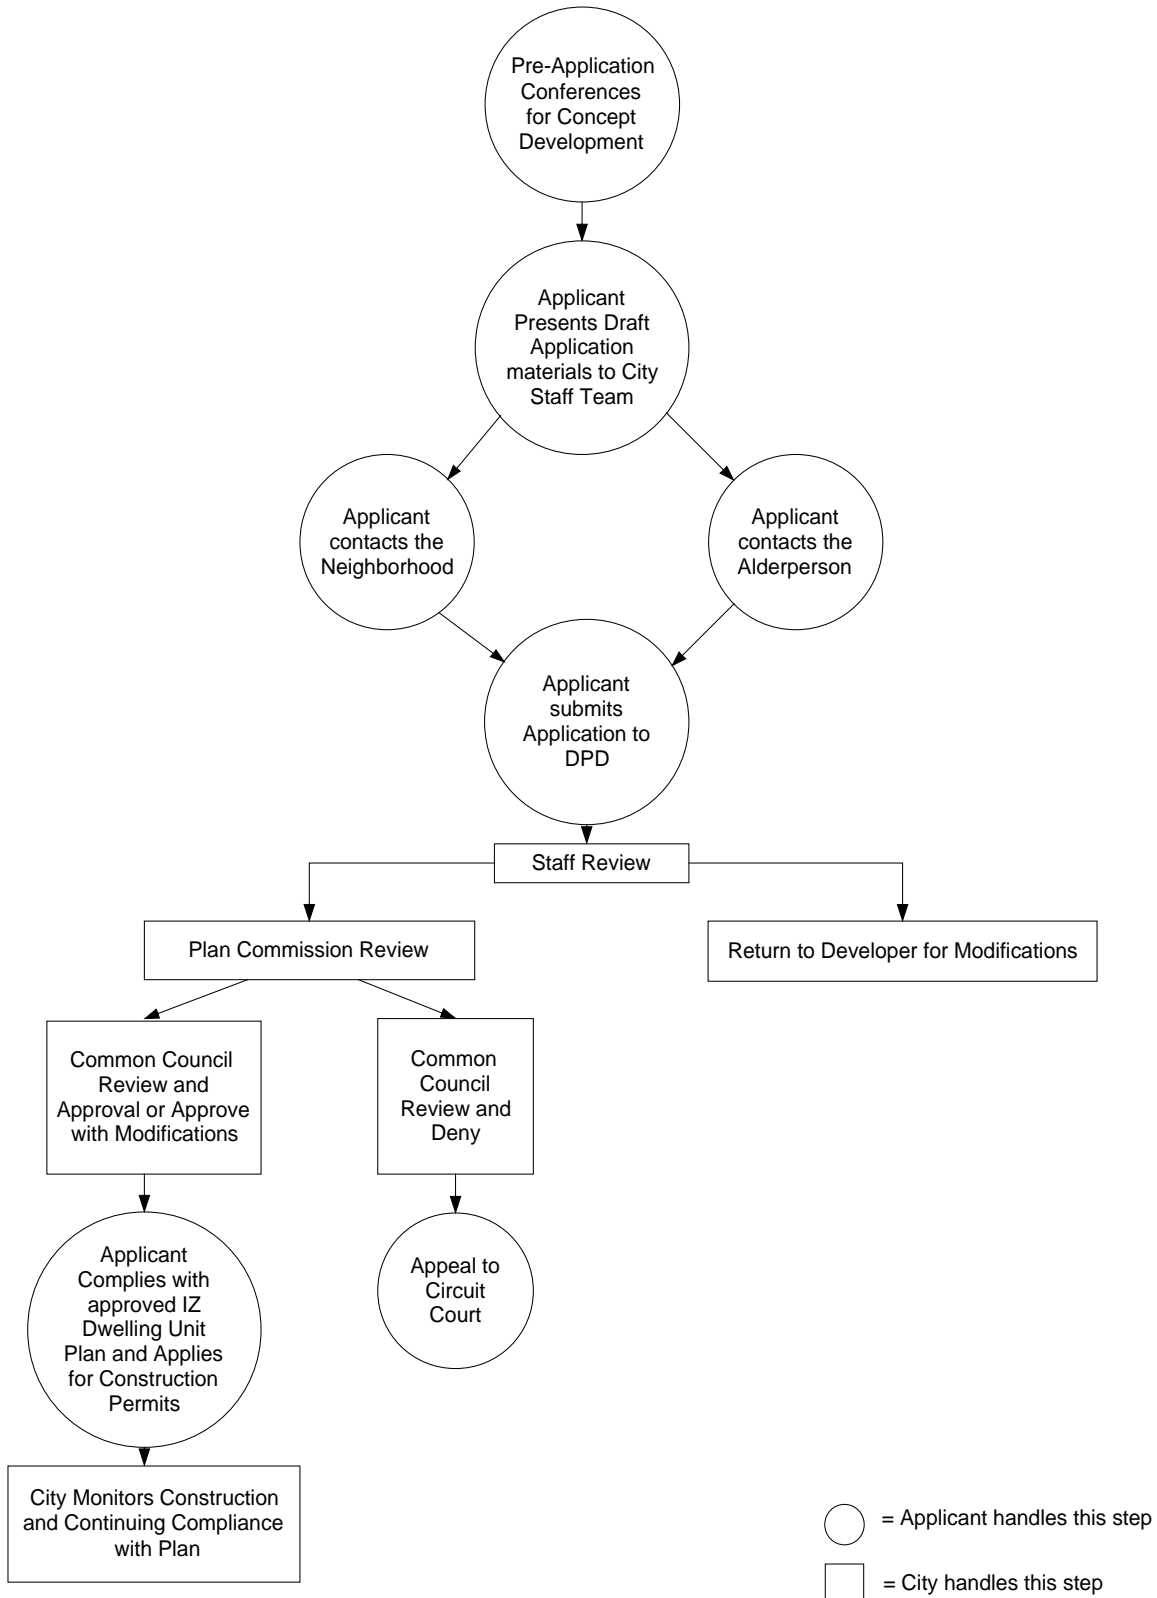 Pre-Application
Conferences
for Concept
Development
Applicant
Presents Draft
Application
materials to City
Staff Team
Applicant
contacts the
Neighborhood
Applicant
contacts the
Alderperson
Applicant
submits
Application to
DPD
Staff Review
Plan Commission Review
Return to Developer for Modifications
Common Council
Review and
Approval or Approve
with Modifications
Common
Council
Review and
Deny
Applicant
Complies with
approved IZ
Dwelling Unit
Plan and Applies
for Construction
Permits
Appeal to
Circuit
Court
City Monitors Construction
and Continuing Compliance
with Plan
= Applicant handles this step
= City handles this step